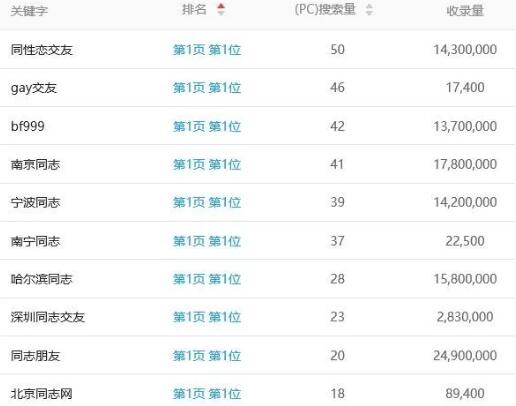 关键字 排名 (PC)搜索量 收录量
同性恋交友 第1页 第1位 50 14,300,000
gay交友 第1页 第1位 46 17,400
bf999 第1页 第1位 42 13,700,000
南京同志 第1页 第1位 41 17,800,000
宁波同志 第1页 第1位 39 14,200,000
南宁同志 第1页 第1位 37 22,500
哈尔滨同志 第1页 第1位 28 15,800,000
深圳同志交友 第1页 第1位 23 2,830,000
同志朋友 第1页 第1位 20 24,900,000
北京同志网 第1页 第1位 18 89,400